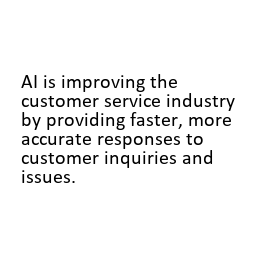 AI is improving the
customer service industry
by providing faster, more
accurate responses to
customer inquiries and
issues.